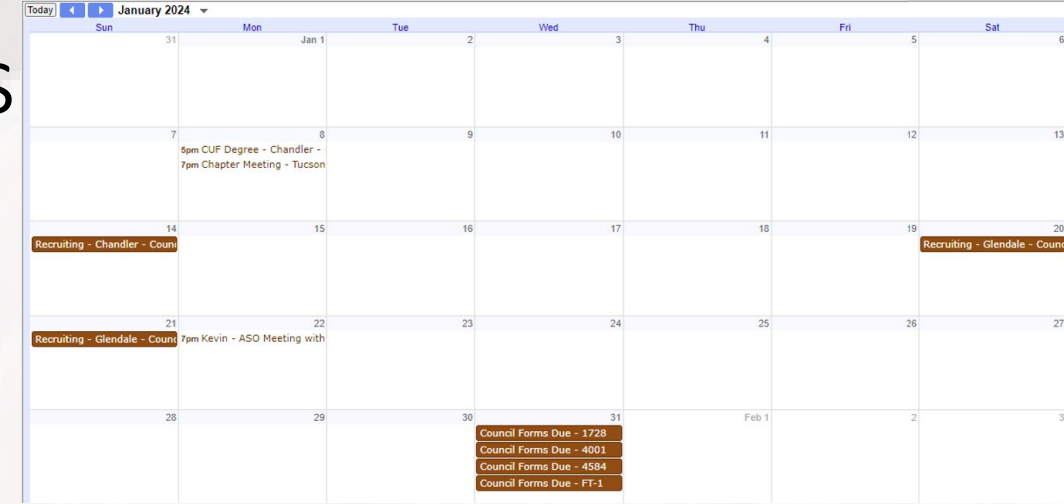 S
Today January 2024
Sun Mon Tue Wed Thu Fri Sat
31 Jan 1 2 3 4 5 6
7 8 9 10 11 12 13
5pm CUF Degree - Chandler -
7pm Chapter Meeting - Tucson
14 15 16 17 18 19 20
Recruiting - Chandler - Coun Recruiting - Glendale - Counc
21 22 23 24 25 26 27
Recruiting - Glendale - Counc 7pm Kevin - ASO Meeting with
28 29 30 31 Feb 1 2 3
Council Forms Due - 1728
Council Forms Due - 4001
Council Forms Due - 4584
Council Forms Due - FT-1